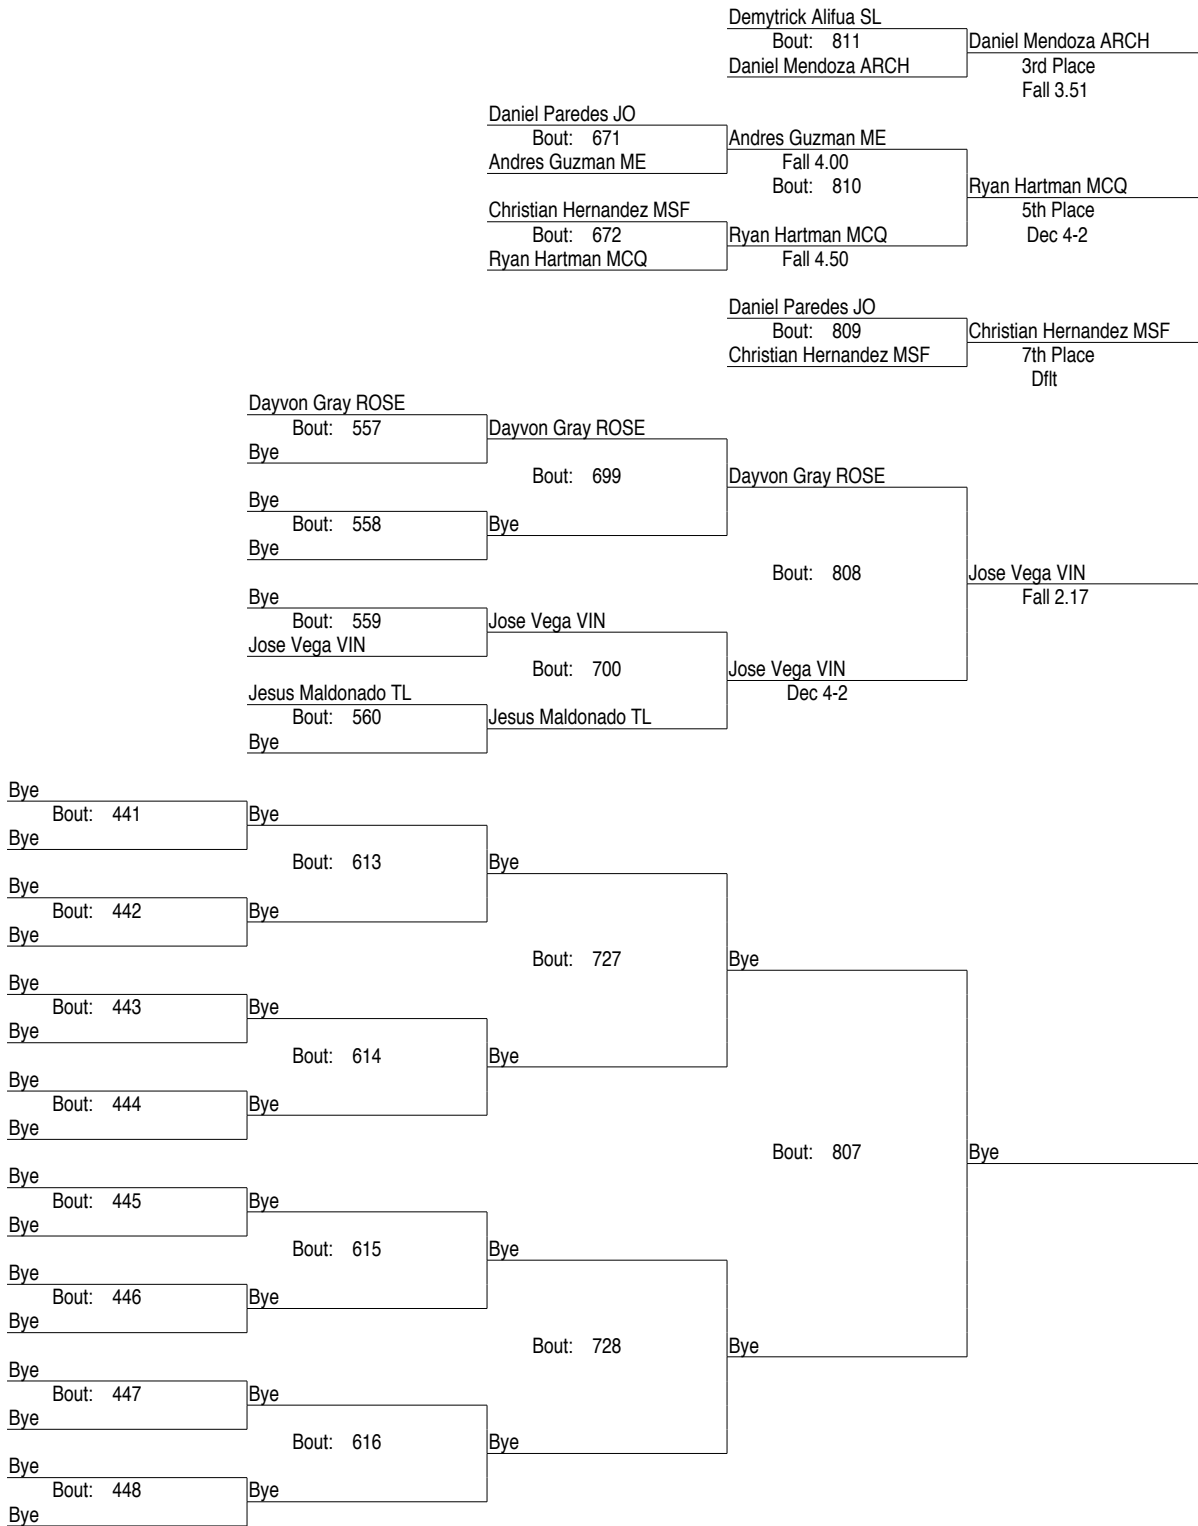 Demytrick Alifua SL
Bout: 811
Daniel Mendoza ARCH
Daniel Mendoza ARCH
3rd Place
Fall 3.51
Daniel Paredes JO
Bout: 671
Andres Guzman ME
Andres Guzman ME
Fall 4.00
Bout: 810
Christian Hernandez MSF
Bout: 672
Ryan Hartman MCQ
Ryan Hartman MCQ
Fall 4.50
Ryan Hartman MCQ
5th Place
Dec 4-2
Daniel Paredes JO
Bout: 809
Christian Hernandez MSF
Christian Hernandez MSF
7th Place
Dflt
Dayvon Gray ROSE
Bout: 557
Bye
Dayvon Gray ROSE
Bout: 699
Bye
Bout: 558
Bye
Bye
Dayvon Gray ROSE
Bout: 808
Bye
Bout: 559
Jose Vega VIN
Jose Vega VIN
Bout: 700
Jesus Maldonado TL
Bout: 560
Bye
Jesus Maldonado TL
Jose Vega VIN
Dec 4-2
Jose Vega VIN
Fall 2.17
Bye
Bout: 441
Bye
Bye
Bout: 613
Bye
Bout: 442
Bye
Bye
Bye
Bout: 727
Bye
Bout: 443
Bye
Bye
Bout: 614
Bye
Bout: 444
Bye
Bye
Bye
Bye
Bout: 807
Bye
Bye
Bout: 445
Bye
Bye
Bout: 615
Bye
Bout: 446
Bye
Bye
Bye
Bout: 728
Bye
Bye
Bout: 447
Bye
Bye
Bout: 616
Bye
Bout: 448
Bye
Bye
Bye